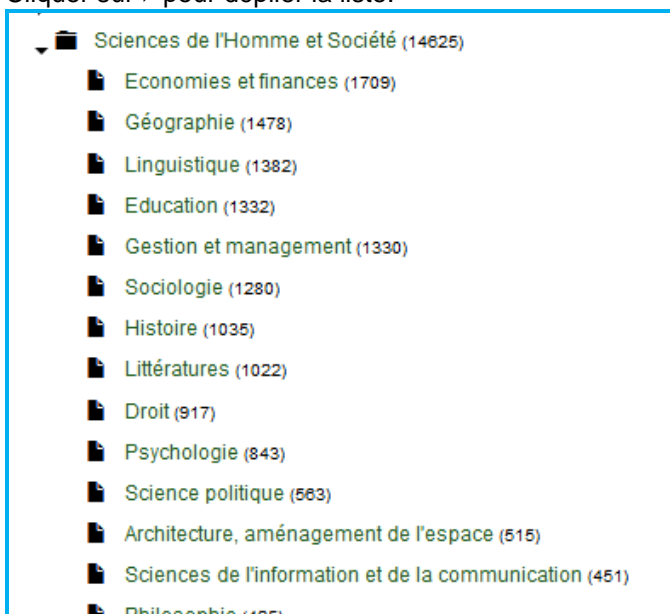 Sciences de l'Homme et Société (14625)
Economies et finances (1709)
Géographie (1478)
Linguistique (1382)
Education (1332)
Gestion et management (1330)
Sociologie (1280)
Histoire (1035)
Littératures (1022)
Droit (917)
Psychologie (843)
Science politique (563)
Architecture, aménagement de l'espace (515)
Sciences de l'information et de la communication (451)
Philosophie